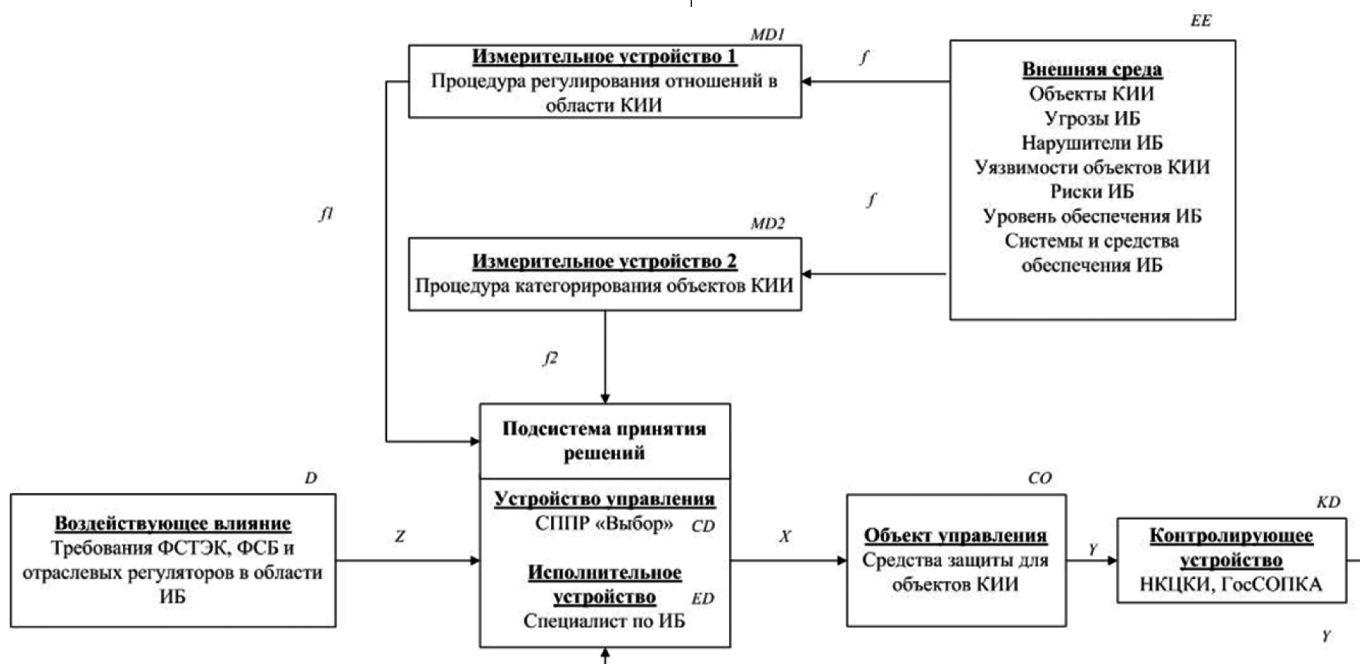 MD1
Измерительное устройство 1
Процедура регулирования отношений в
области КИИ
f
EE
Внешняя среда
Объекты КИИ
Угрозы ИБ
Нарушители ИБ
Уязвимости объектов КИИ
Риски ИБ
Уровень обеспечения ИБ
Системы и средства
обеспечения ИБ
f1
f
MD2
Измерительное устройство 2
Процедура категорирования объектов КИИ
f2
Подсистема принятия
решений
Устройство управления
СППР «Выбор» CD
Исполнительное
устройство ED
Специалист по ИБ
D
Воздействующее влияние
Требования ФСТЭК, ФСБ и
отраслевых регуляторов в области
ИБ
Z
X
CO
Объект управления
Средства защиты для
объектов КИИ
Y
KD
Контролирующее
устройство
НКЦКИ, ГосСОПКА
Y